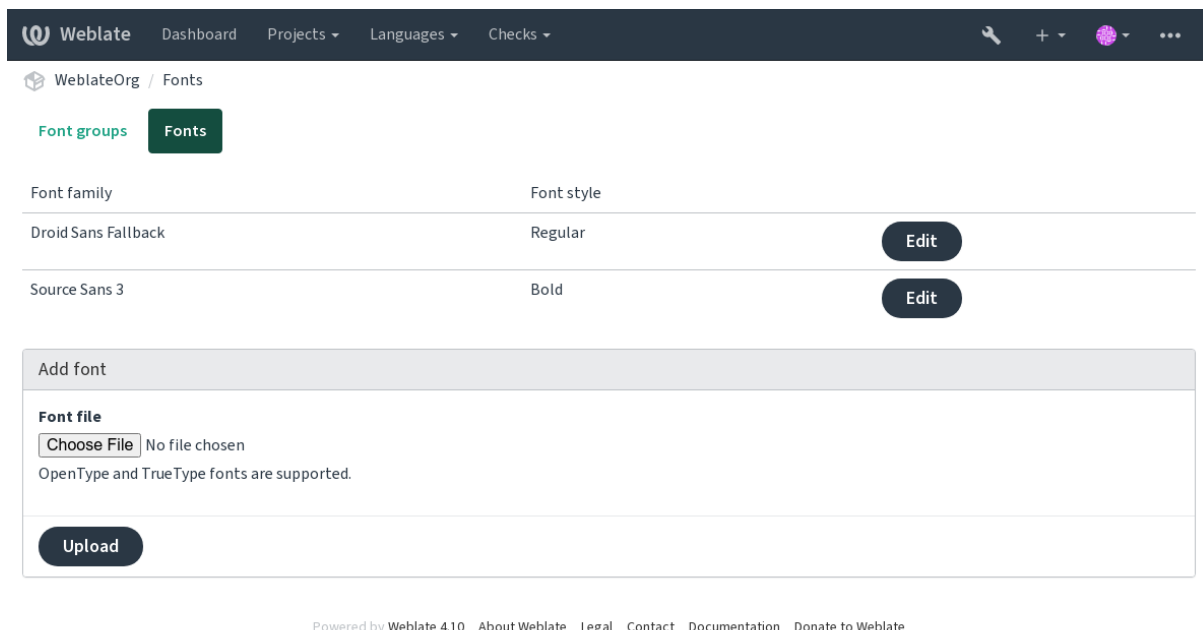 Weblate Dashboard Projects Languages Checks
WeblateOrg / Fonts
Font groups Fonts
Font family Font style
Droid Sans Fallback Regular Edit
Source Sans 3 Bold Edit
Add font
Font file
Choose File No file chosen
OpenType and TrueType fonts are supported.
Upload
Powered by Weblate 4.10 About Weblate Legal Contact Documentation Donate to Weblate